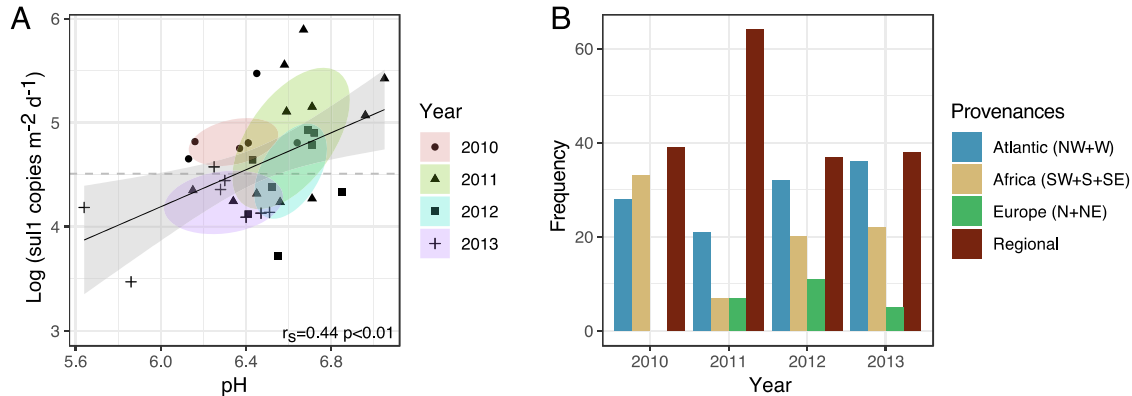 A
Log (sul1 copies m-2 d-1)
6
5
4
3
5.6
6.0
6.4
6.8
pH
rS=0.44 p<0.01
Year
2010
2011
2012
2013
B
Frequency
60
40
20
0
2010
2011
2012
2013
Year
Provenances
Atlantic (NW+W)
Africa (SW+S+SE)
Europe (N+NE)
Regional